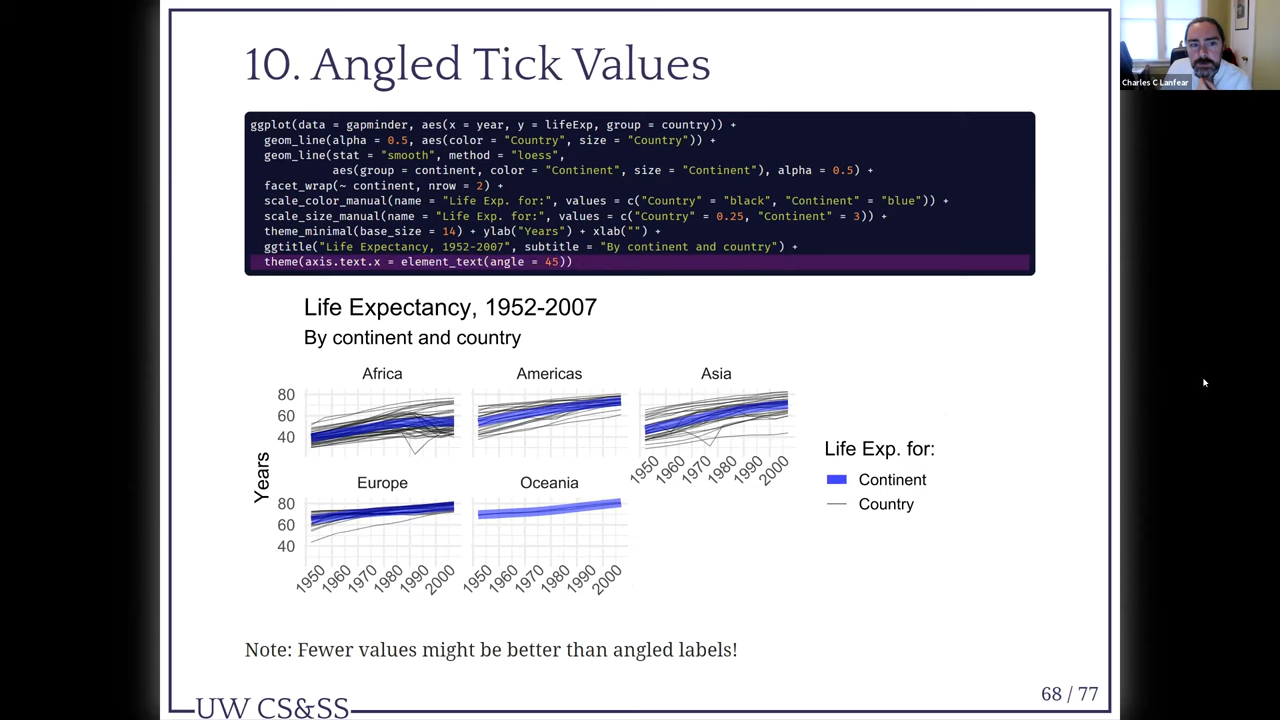 10. Angled Tick Values
Charles C Lanfear
ggplot(data = gapminder, aes(x = year, y = lifeExp, group = country)) +
geom_line(alpha = 0.5, aes(color = "Country", size = "Country")) +
geom_line(stat = "smooth", method = "loess",
aes(group = continent, color = "Continent", size = "Continent"), alpha = 0.5) +
facet_wrap(~ continent, nrow = 2) +
scale_color_manual(name = "Life Exp. for:", values = c("Country" = "black", "Continent" = "blue")) +
scale_size_manual(name = "Life Exp. for:", values = c("Country" = 0.25, "Continent" = 3)) +
theme_minimal(base_size = 14) + ylab("Years") + xlab("") +
ggtitle("Life Expectancy, 1952-2007", subtitle = "By continent and country") +
theme(axis.text.x = element_text(angle = 45))
Life Expectancy, 1952-2007
By continent and country
Africa Americas Asia
80
60
40
1950 1960 1970 1980 1990 2000
Years
Europe Oceania
80
60
40
1950 1960 1970 1980 1990 2000 1950 1960 1970 1980 1990 2000
Life Exp. for:
Continent
Country
Note: Fewer values might be better than angled labels!
68 / 77
UW CS&SS